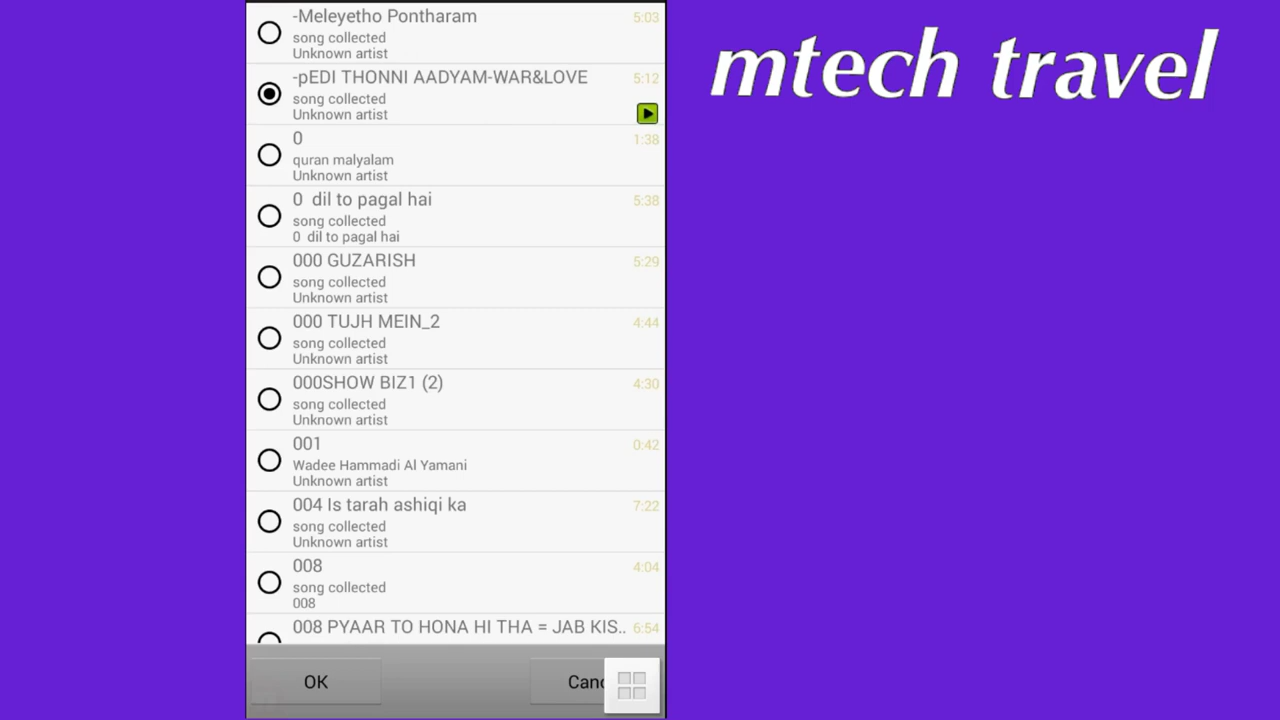 -Meleyetho Pontharam 5:03
song collected
Unknown artist
mtech travel
-pEDI THONNI AADYAM-WAR&LOVE 5:12
song collected
Unknown artist
0 1:38
quran malyalam
Unknown artist
0 dil to pagal hai 5:38
song collected
0 dil to pagal hai
000 GUZARISH 5:29
song collected
Unknown artist
000 TUJH MEIN_2 4:44
song collected
Unknown artist
000SHOW BIZ1 (2) 4:30
song collected
Unknown artist
001 0:42
Wadee Hammadi Al Yamani
Unknown artist
004 Is tarah ashiqi ka 7:22
song collected
Unknown artist
008 4:04
song collected
008
008 PYAAR TO HONA HI THA = JAB KIS.. 6:54
OK Canc